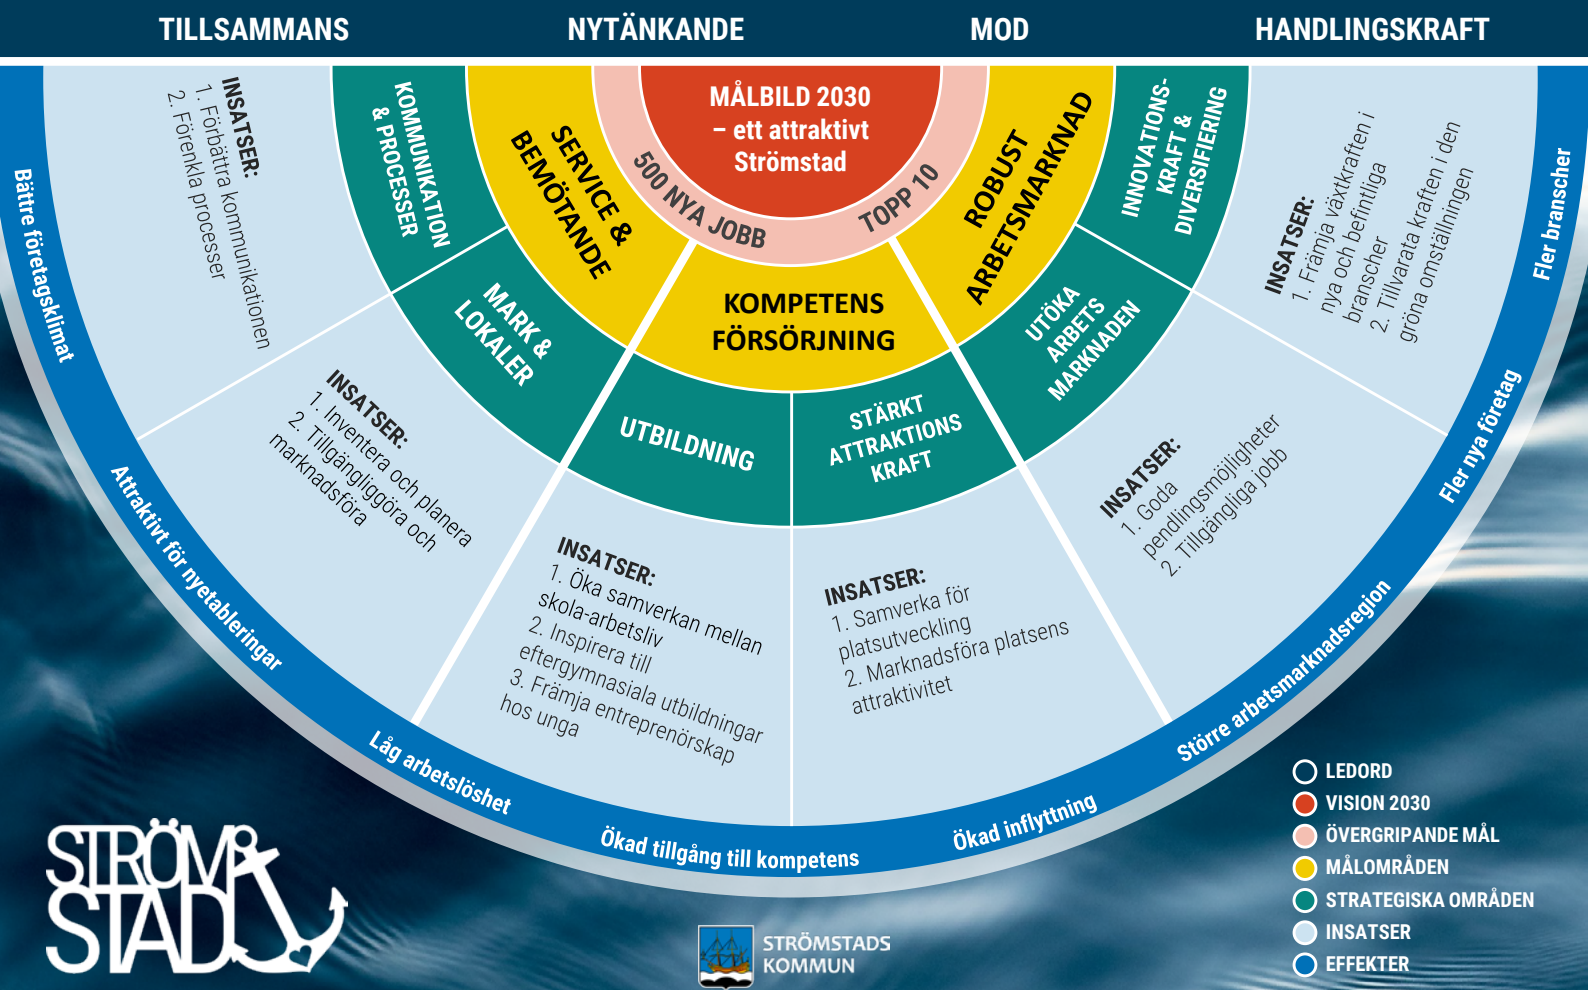 TILLSAMMANS
NYTÄNKANDE
MOD
HANDLINGSKRAFT
MÅLBILD 2030
– ett attraktivt
Strömstad
500 NYA JOBB
TOPP 10
SERVICE &
BEMÖTANDE
KOMPETENS
FÖRSÖRJNING
ROBUST
ARBETSMARKNAD
KOMMUNIKATION
& PROCESSER
MARK &
LOKALER
UTBILDNING
STÄRKT
ATTRAKTIONS
KRAFT
UTÖKA
ARBETS
MARKNADEN
INNOVATIONS-
KRAFT &
DIVERSIFIERING
INSATSER:
1. Förbättra kommunikationen
2. Förenkla processer
INSATSER:
1. Inventera och planera
2. Tillgängliggöra och
marknadsföra
INSATSER:
1. Öka samverkan mellan
skola-arbetsliv
2. Inspirera till
eftergymnasiala utbildningar
3. Främja entreprenörskap
hos unga
INSATSER:
1. Samverka för
platsutveckling
2. Marknadsföra platsens
attraktivitet
INSATSER:
1. Goda
pendlingsmöjligheter
2. Tillgängliga jobb
INSATSER:
1. Främja växtkraften i
nya och befintliga
branscher
2. Tillvarata kraften i den
gröna omställningen
Bättre företagsklimat
Attraktivt för nyetableringar
Låg arbetslöshet
Ökad tillgång till kompetens
Ökad inflyttning
Större arbetsmarknadsregion
Fler nya företag
Fler branscher
LEDORD
VISION 2030
ÖVERGRIPANDE MÅL
MÅLOMRÅDEN
STRATEGISKA OMRÅDEN
INSATSER
EFFEKTER
STRÖM
STAD
STRÖMSTADS
KOMMUN